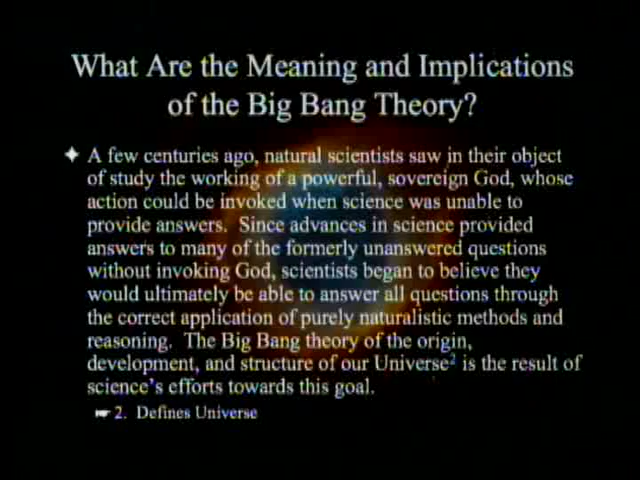 What Are the Meaning and Implications
of the Big Bang Theory?
✦ A few centuries ago, natural scientists saw in their object
of study the working of a powerful, sovereign God, whose
action could be invoked when science was unable to
provide answers. Since advances in science provided
answers to many of the formerly unanswered questions
without invoking God, scientists began to believe they
would ultimately be able to answer all questions through
the correct application of purely naturalistic methods and
reasoning. The Big Bang theory of the origin,
development, and structure of our Universe² is the result of
science's efforts towards this goal.
☛ 2. Defines Universe